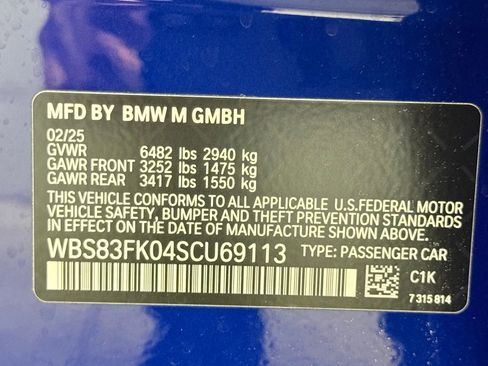 MFD BY BMW M GMBH
02/25
GVWR 6482 lbs 2940 kg
GAWR FRONT 3252 lbs 1475 kg
GAWR REAR 3417 lbs 1550 kg
THIS VEHICLE CONFORMS TO ALL APPLICABLE U.S.FEDERAL MOTOR
VEHICLE SAFETY, BUMPER AND THEFT PREVENTION STANDARDS
IN EFFECT ON THE DATE OF MANUFACTURE SHOWN ABOVE.
WBS83FK04SCU69113 TYPE: PASSENGER CAR
C1K
7 315 814